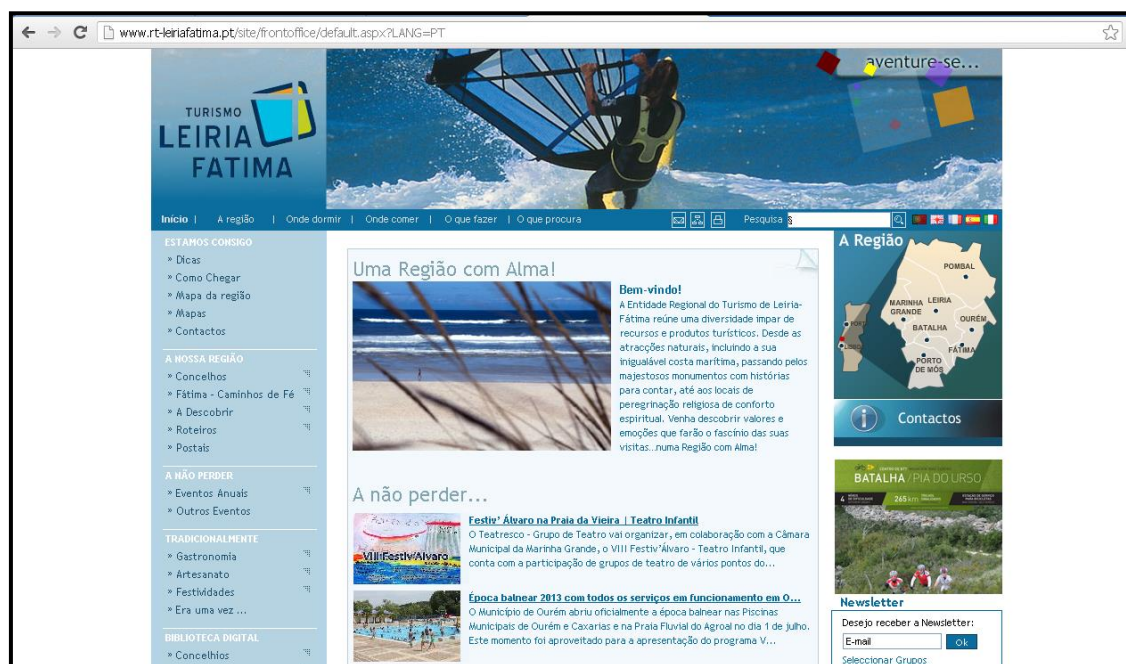 www.rt-leiriafatima.pt/site/frontoffice/default.aspx?LANG=PT
aventure-se...
TURISMO
LEIRIA
FATIMA
Início | A região | Onde dormir | Onde comer | O que fazer | O que procura
Pesquisa
ESTAMOS CONSIGO
» Dicas
» Como Chegar
» Mapa da região
» Mapas
» Contactos
A NOSSA REGIÃO
» Concelhos
» Fátima - Caminhos de Fé
» A Descobrir
» Roteiros
» Postais
A NÃO PERDER
» Eventos Anuais
» Outros Eventos
TRADICIONALMENTE
» Gastronomia
» Artesanato
» Festividades
» Era uma vez ...
BIBLIOTECA DIGITAL
» Concelhios
Uma Região com Alma!
Bem-vindo!
A Entidade Regional do Turismo de Leiria-
Fátima reúne uma diversidade impar de
recursos e produtos turísticos. Desde as
atracções naturais, incluindo a sua
inigualável costa marítima, passando pelos
majestosos monumentos com histórias
para contar, até aos locais de
peregrinação religiosa de conforto
espiritual. Venha descobrir valores e
emoções que farão o fascínio das suas
visitas...numa Região com Alma!
A não perder...
VIII Festiv'Álvaro
Festiv' Álvaro na Praia da Vieira | Teatro Infantil
O Teatresco - Grupo de Teatro vai organizar, em colaboração com a Câmara
Municipal da Marinha Grande, o VIII Festiv'Álvaro - Teatro Infantil, que
conta com a participação de grupos de teatro de vários pontos do...
Época balnear 2013 com todos os serviços em funcionamento em O...
O Município de Ourém abriu oficialmente a época balnear nas Piscinas
Municipais de Ourém e Caxarias e na Praia Fluvial do Agroal no dia 1 de julho.
Este momento foi aproveitado para a apresentação do programa V...
A Região
POMBAL
MARINHA GRANDE
LEIRIA
OURÉM
BATALHA
FÁTIMA
PORTO DE MÓS
Contactos
BATALHA / PIA DO URSO
265 km
Newsletter
Desejo receber a Newsletter:
E-mail
Ok
Seleccionar Grupos